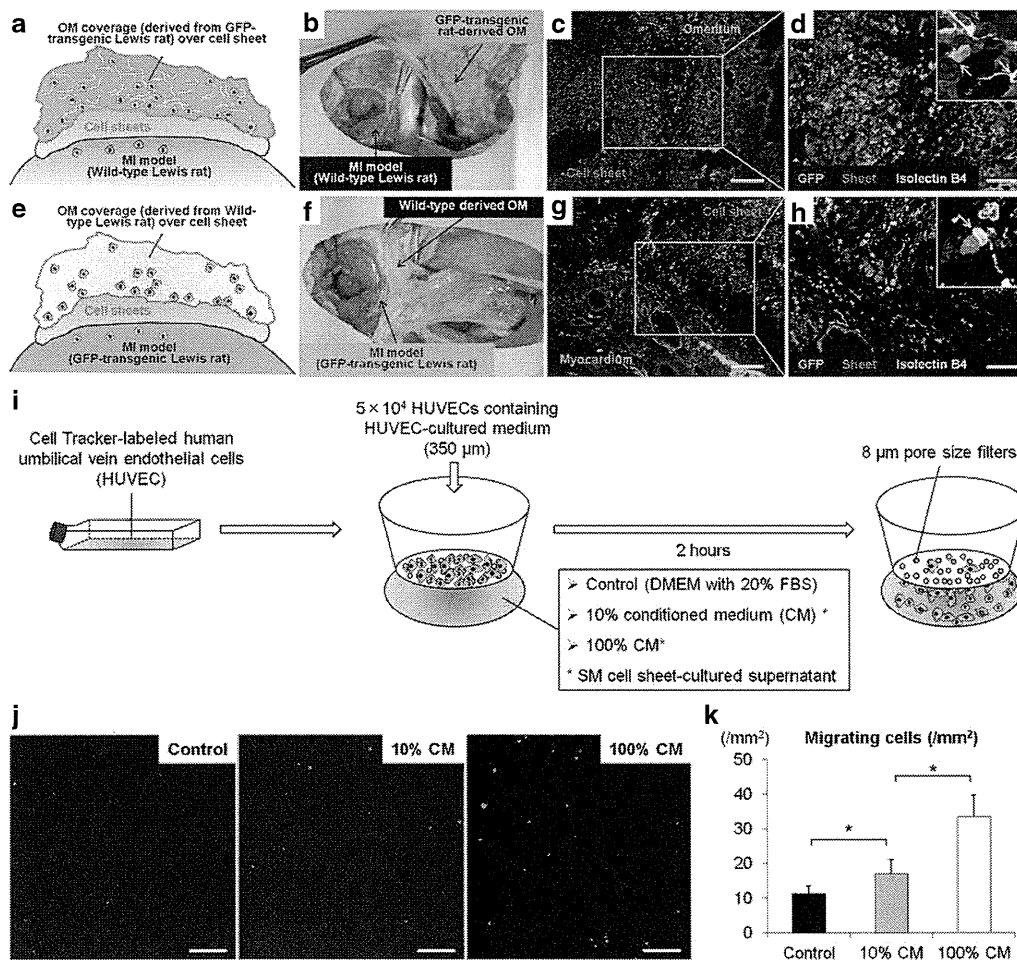 a
OM coverage (derived from GFP-
transgenic Lewis rat) over cell sheet
Cell sheets
MI model
(Wild-type Lewis rat)
b
GFP-transgenic
rat-derived OM
MI model
(Wild-type Lewis rat)
c
Omentum
Cell sheet
d
GFP Sheet Isolectin B4
e
OM coverage (derived from Wild-
type Lewis rat) over cell sheet
Cell sheets
MI model
(GFP-transgenic Lewis rat)
f
Wild-type derived OM
MI model
(GFP-transgenic Lewis rat)
g
Cell sheet
Myocardium
h
GFP Sheet Isolectin B4
i
Cell Tracker-labeled human
umbilical vein endothelial cells
(HUVEC)
5 × 10⁴ HUVECs containing
HUVEC-cultured medium
(350 μm)
2 hours
8 μm pore size filters
➢ Control (DMEM with 20% FBS)
➢ 10% conditioned medium (CM) *
➢ 100% CM*
* SM cell sheet-cultured supernatant
j
Control
10% CM
100% CM
k
(/mm²)
Migrating cells (/mm²)
50
40
30
20
10
0
*
*
Control
10% CM
100% CM